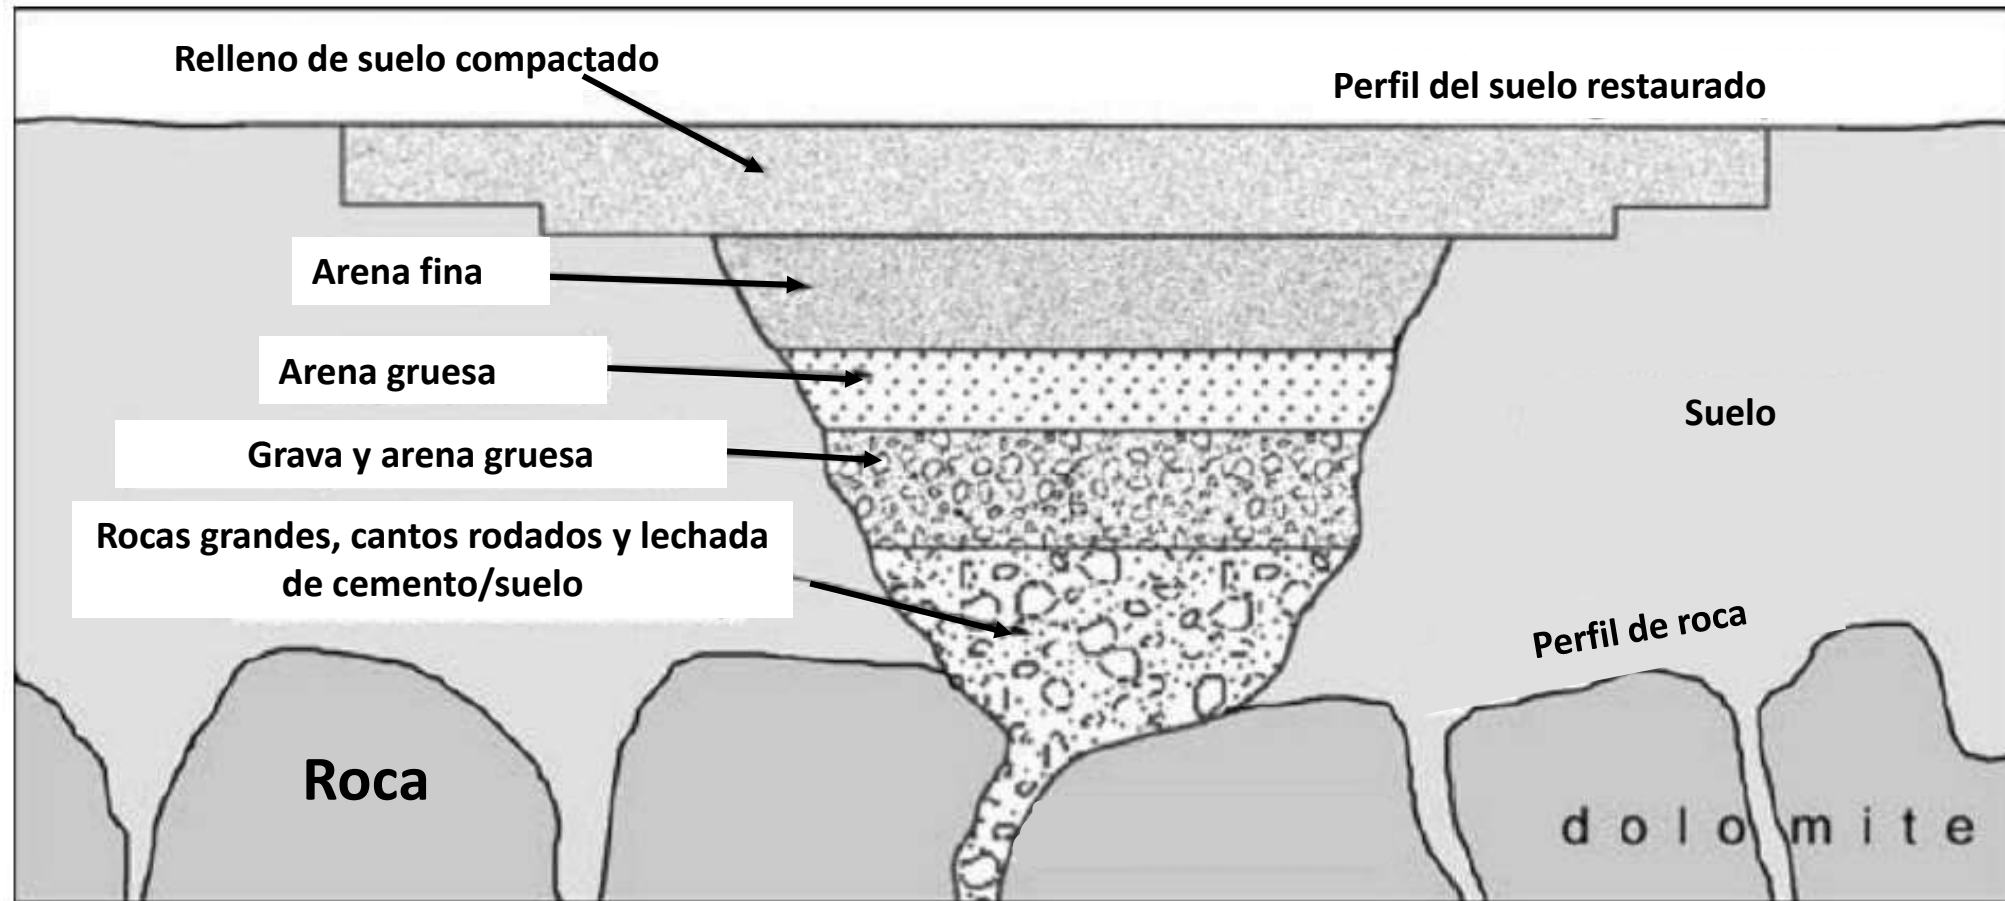 Relleno de suelo compactado
Perfil del suelo restaurado
Arena fina
Arena gruesa
Suelo
Grava y arena gruesa
Rocas grandes, cantos rodados y lechada
de cemento/suelo
Perfil de roca
Roca
dolomite